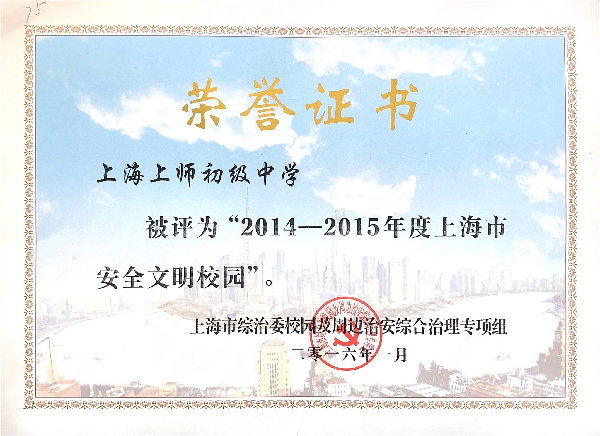 75
荣誉证书
上海上师初级中学
被评为“2014—2015年度上海市
安全文明校园”。
上海市综治委校园及周边治安综合治理专项组
二零一六年一月